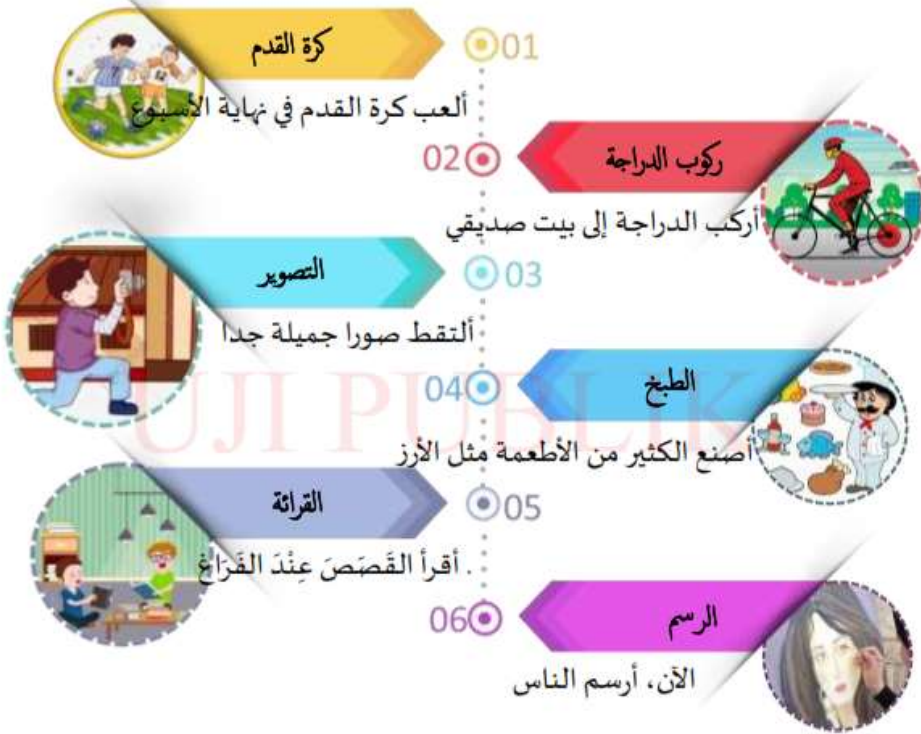 كرة القدم
01
ألعب كرة القدم في نهاية الأسبوع
02
ركوب الدراجة
أركب الدراجة إلى بيت صديقي
التصوير
03
ألتقط صورا جميلة جدا
04
الطبخ
أصنع الكثير من الأطعمة مثل الأرز
UJI PUBLIK
القرائة
05
أقرأ القَصَصَ عِنْدَ الفَرَاغ .
06
الرسم
الآن، أرسم الناس